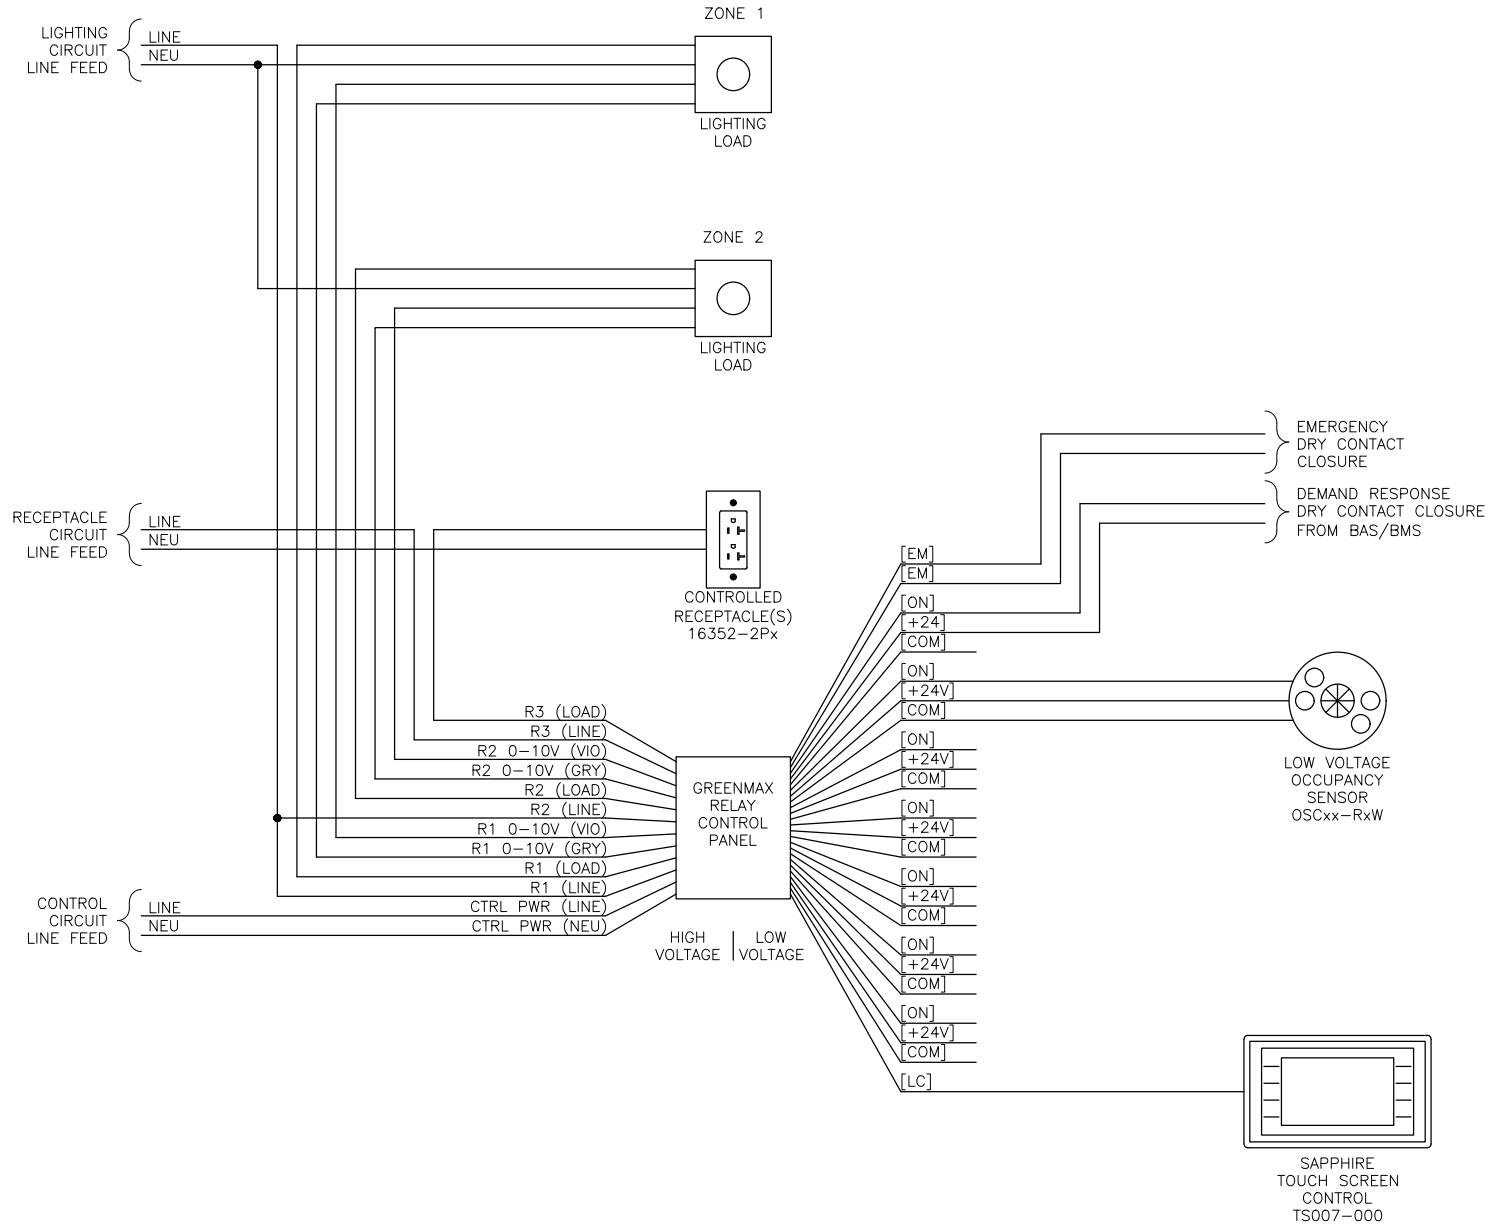 ZONE 1
LIGHTING
CIRCUIT
LINE FEED
LINE
NEU
LIGHTING
LOAD
ZONE 2
LIGHTING
LOAD
EMERGENCY
DRY CONTACT
CLOSURE
DEMAND RESPONSE
DRY CONTACT CLOSURE
FROM BAS/BMS
RECEPTACLE
CIRCUIT
LINE FEED
LINE
NEU
CONTROLLED
RECEPTACLE(S)
16352-2Px
[EM]
[EM]
[ON]
[+24]
[COM]
[ON]
[+24V]
[COM]
[ON]
[+24V]
[COM]
[ON]
[+24V]
[COM]
[ON]
[+24V]
[COM]
[ON]
[+24V]
[COM]
[ON]
[+24V]
[COM]
[LC]
LOW VOLTAGE
OCCUPANCY
SENSOR
OSCxx-RxW
R3 (LOAD)
R3 (LINE)
R2 0-10V (VIO)
R2 0-10V (GRY)
R2 (LOAD)
R2 (LINE)
R1 0-10V (VIO)
R1 0-10V (GRY)
R1 (LOAD)
R1 (LINE)
CTRL PWR (LINE)
CTRL PWR (NEU)
GREENMAX
RELAY
CONTROL
PANEL
CONTROL
CIRCUIT
LINE FEED
LINE
NEU
HIGH
VOLTAGE
LOW
VOLTAGE
SAPPHIRE
TOUCH SCREEN
CONTROL
TS007-000